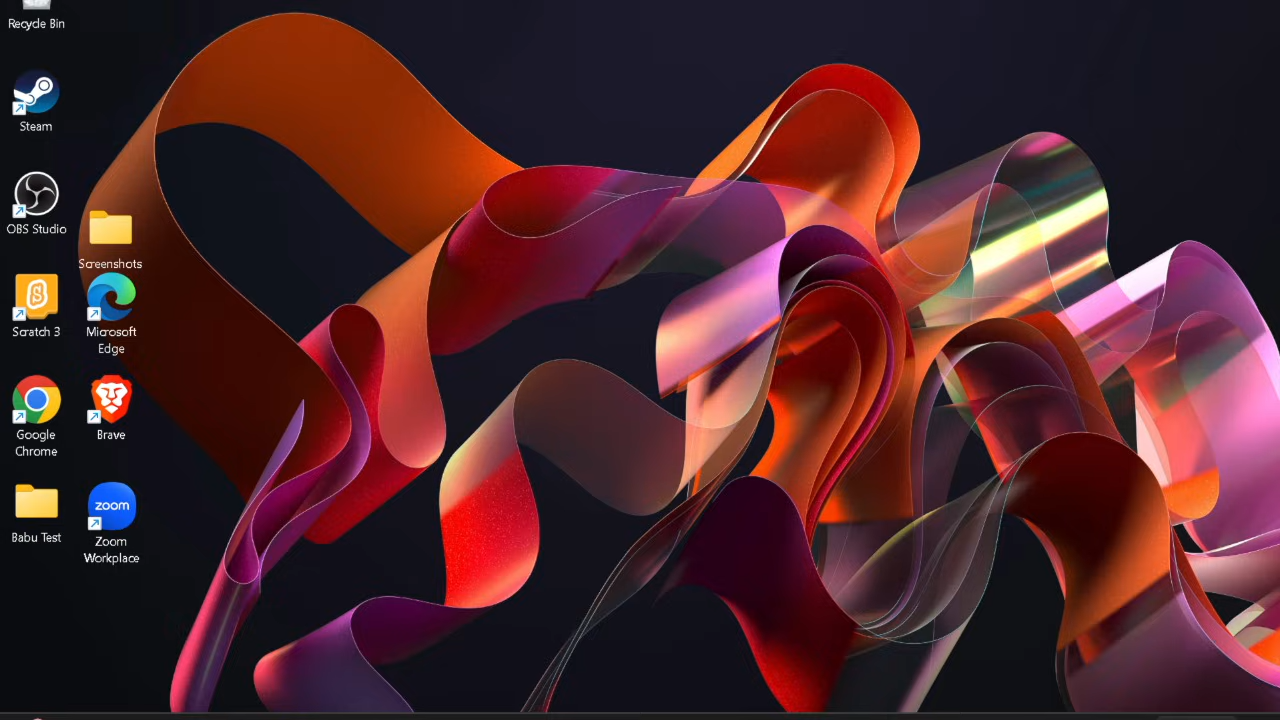 Recycle Bin
Steam
OBS Studio
Screenshots
Scratch 3
Microsoft
Edge
Google
Chrome
Brave
Babu Test
zoom
Zoom
Workplace